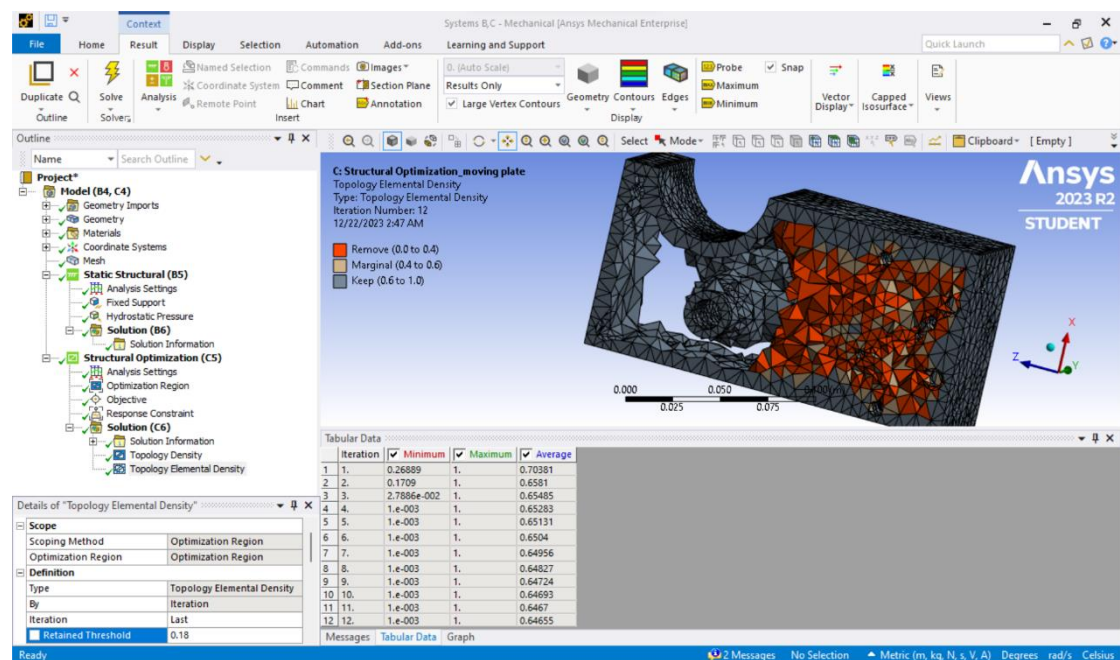 Context
Systems B,C - Mechanical [Ansys Mechanical Enterprise]
File Home Result Display Selection Automation Add-ons Learning and Support
Quick Launch
Duplicate
Outline
Solve
Solvers
Analysis
Named Selection
Coordinate System
Remote Point
Commands
Comment
Chart
Images
Section Plane
Annotation
Insert
0. (Auto Scale)
Results Only
Large Vertex Contours
Geometry Contours Edges
Probe
Maximum
Minimum
Snap
Display
Vector
Display
Capped
Isosurface
Views
Outline
Name Search Outline
Select Mode Clipboard [ Empty ]
Project*
Model (B4, C4)
Geometry Imports
Geometry
Materials
Coordinate Systems
Mesh
Static Structural (B5)
Analysis Settings
Fixed Support
Hydrostatic Pressure
Solution (B6)
Solution Information
Structural Optimization (C5)
Analysis Settings
Optimization Region
Objective
Response Constraint
Solution (C6)
Solution Information
Topology Density
Topology Elemental Density
C: Structural Optimization_moving plate
Topology Elemental Density
Type: Topology Elemental Density
Iteration Number: 12
12/22/2023 2:47 AM
Remove (0.0 to 0.4)
Marginal (0.4 to 0.6)
Keep (0.6 to 1.0)
Ansys
2023 R2
STUDENT
X
Z
Y
0.000 0.050
0.025 0.075
Details of "Topology Elemental Density"
Scope
Scoping Method Optimization Region
Optimization Region Optimization Region
Definition
Type Topology Elemental Density
By Iteration
Iteration Last
Retained Threshold 0.18
Tabular Data
Iteration Minimum Maximum Average
1 1. 0.26889 1. 0.70381
2 2. 0.1709 1. 0.6581
3 3. 2.7886e-002 1. 0.65485
4 4. 1.e-003 1. 0.65283
5 5. 1.e-003 1. 0.65131
6 6. 1.e-003 1. 0.6504
7 7. 1.e-003 1. 0.64956
8 8. 1.e-003 1. 0.64827
9 9. 1.e-003 1. 0.64724
10 10. 1.e-003 1. 0.64693
11 11. 1.e-003 1. 0.6467
12 12. 1.e-003 1. 0.64655
Messages Tabular Data Graph
Ready
2 Messages No Selection Metric (m, kg, N, s, V, A) Degrees rad/s Celsius